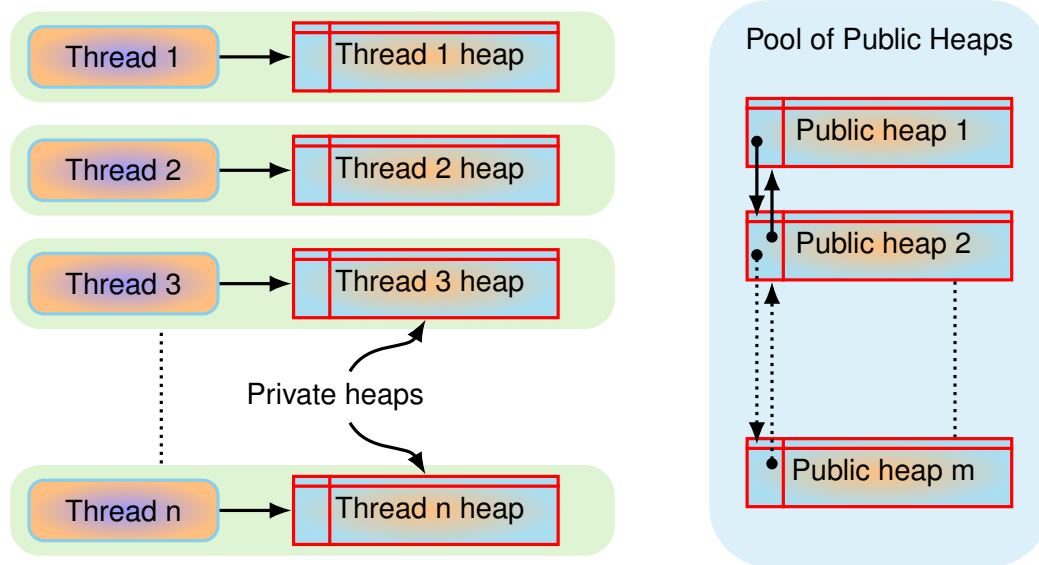 Thread 1
Thread 1 heap
Thread 2
Thread 2 heap
Thread 3
Thread 3 heap
Private heaps
Thread n
Thread n heap
Pool of Public Heaps
Public heap 1
Public heap 2
Public heap m